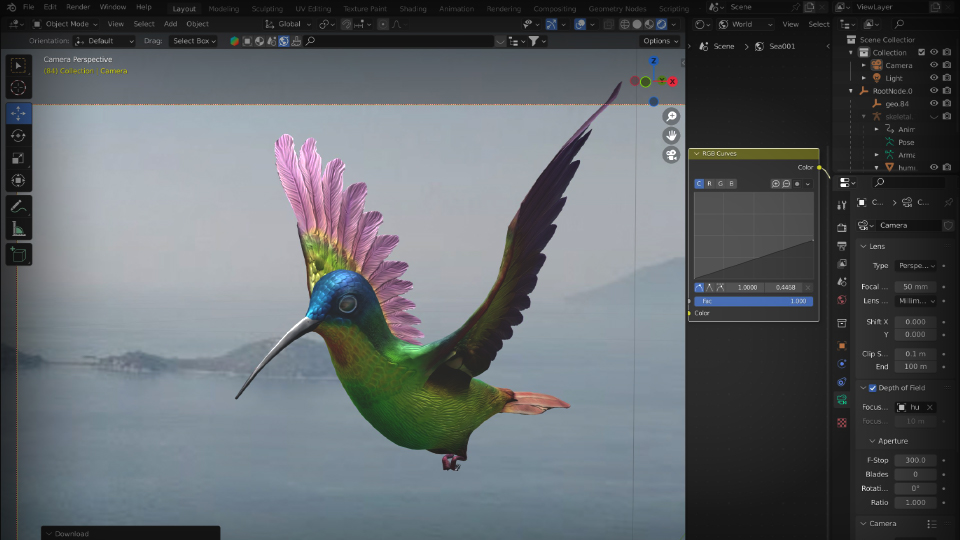 File Edit Render Window Help Layout Modeling Sculpting UV Editing Texture Paint Shading Animation Rendering Compositing Geometry Nodes Scripting Scene ViewLayer
Object Mode View Select Add Object Global World View Select
Orientation: Default Drag: Select Box Options
Scene Sea001
Camera Perspective
(84) Collection | Camera
Z
Y
X
RGB Curves
Color
C R G B
1.0000 0.4468
Fac 1.000
Color
Scene Collection
Collection
Camera
Light
RootNode.0
geo.84
skeletal.
Anim
Pose
Arma
hum
C... C...
Camera
Lens
Type Perspe...
Focal ... 50 mm
Lens ... Millim...
Shift X 0.000
Y 0.000
Clip S... 0.1 m
End 100 m
Depth of Field
Focus... hu
Focus... 10 m
Aperture
F-Stop 300.0
Blades 0
Rotati... 0°
Ratio 1.000
Camera
Download